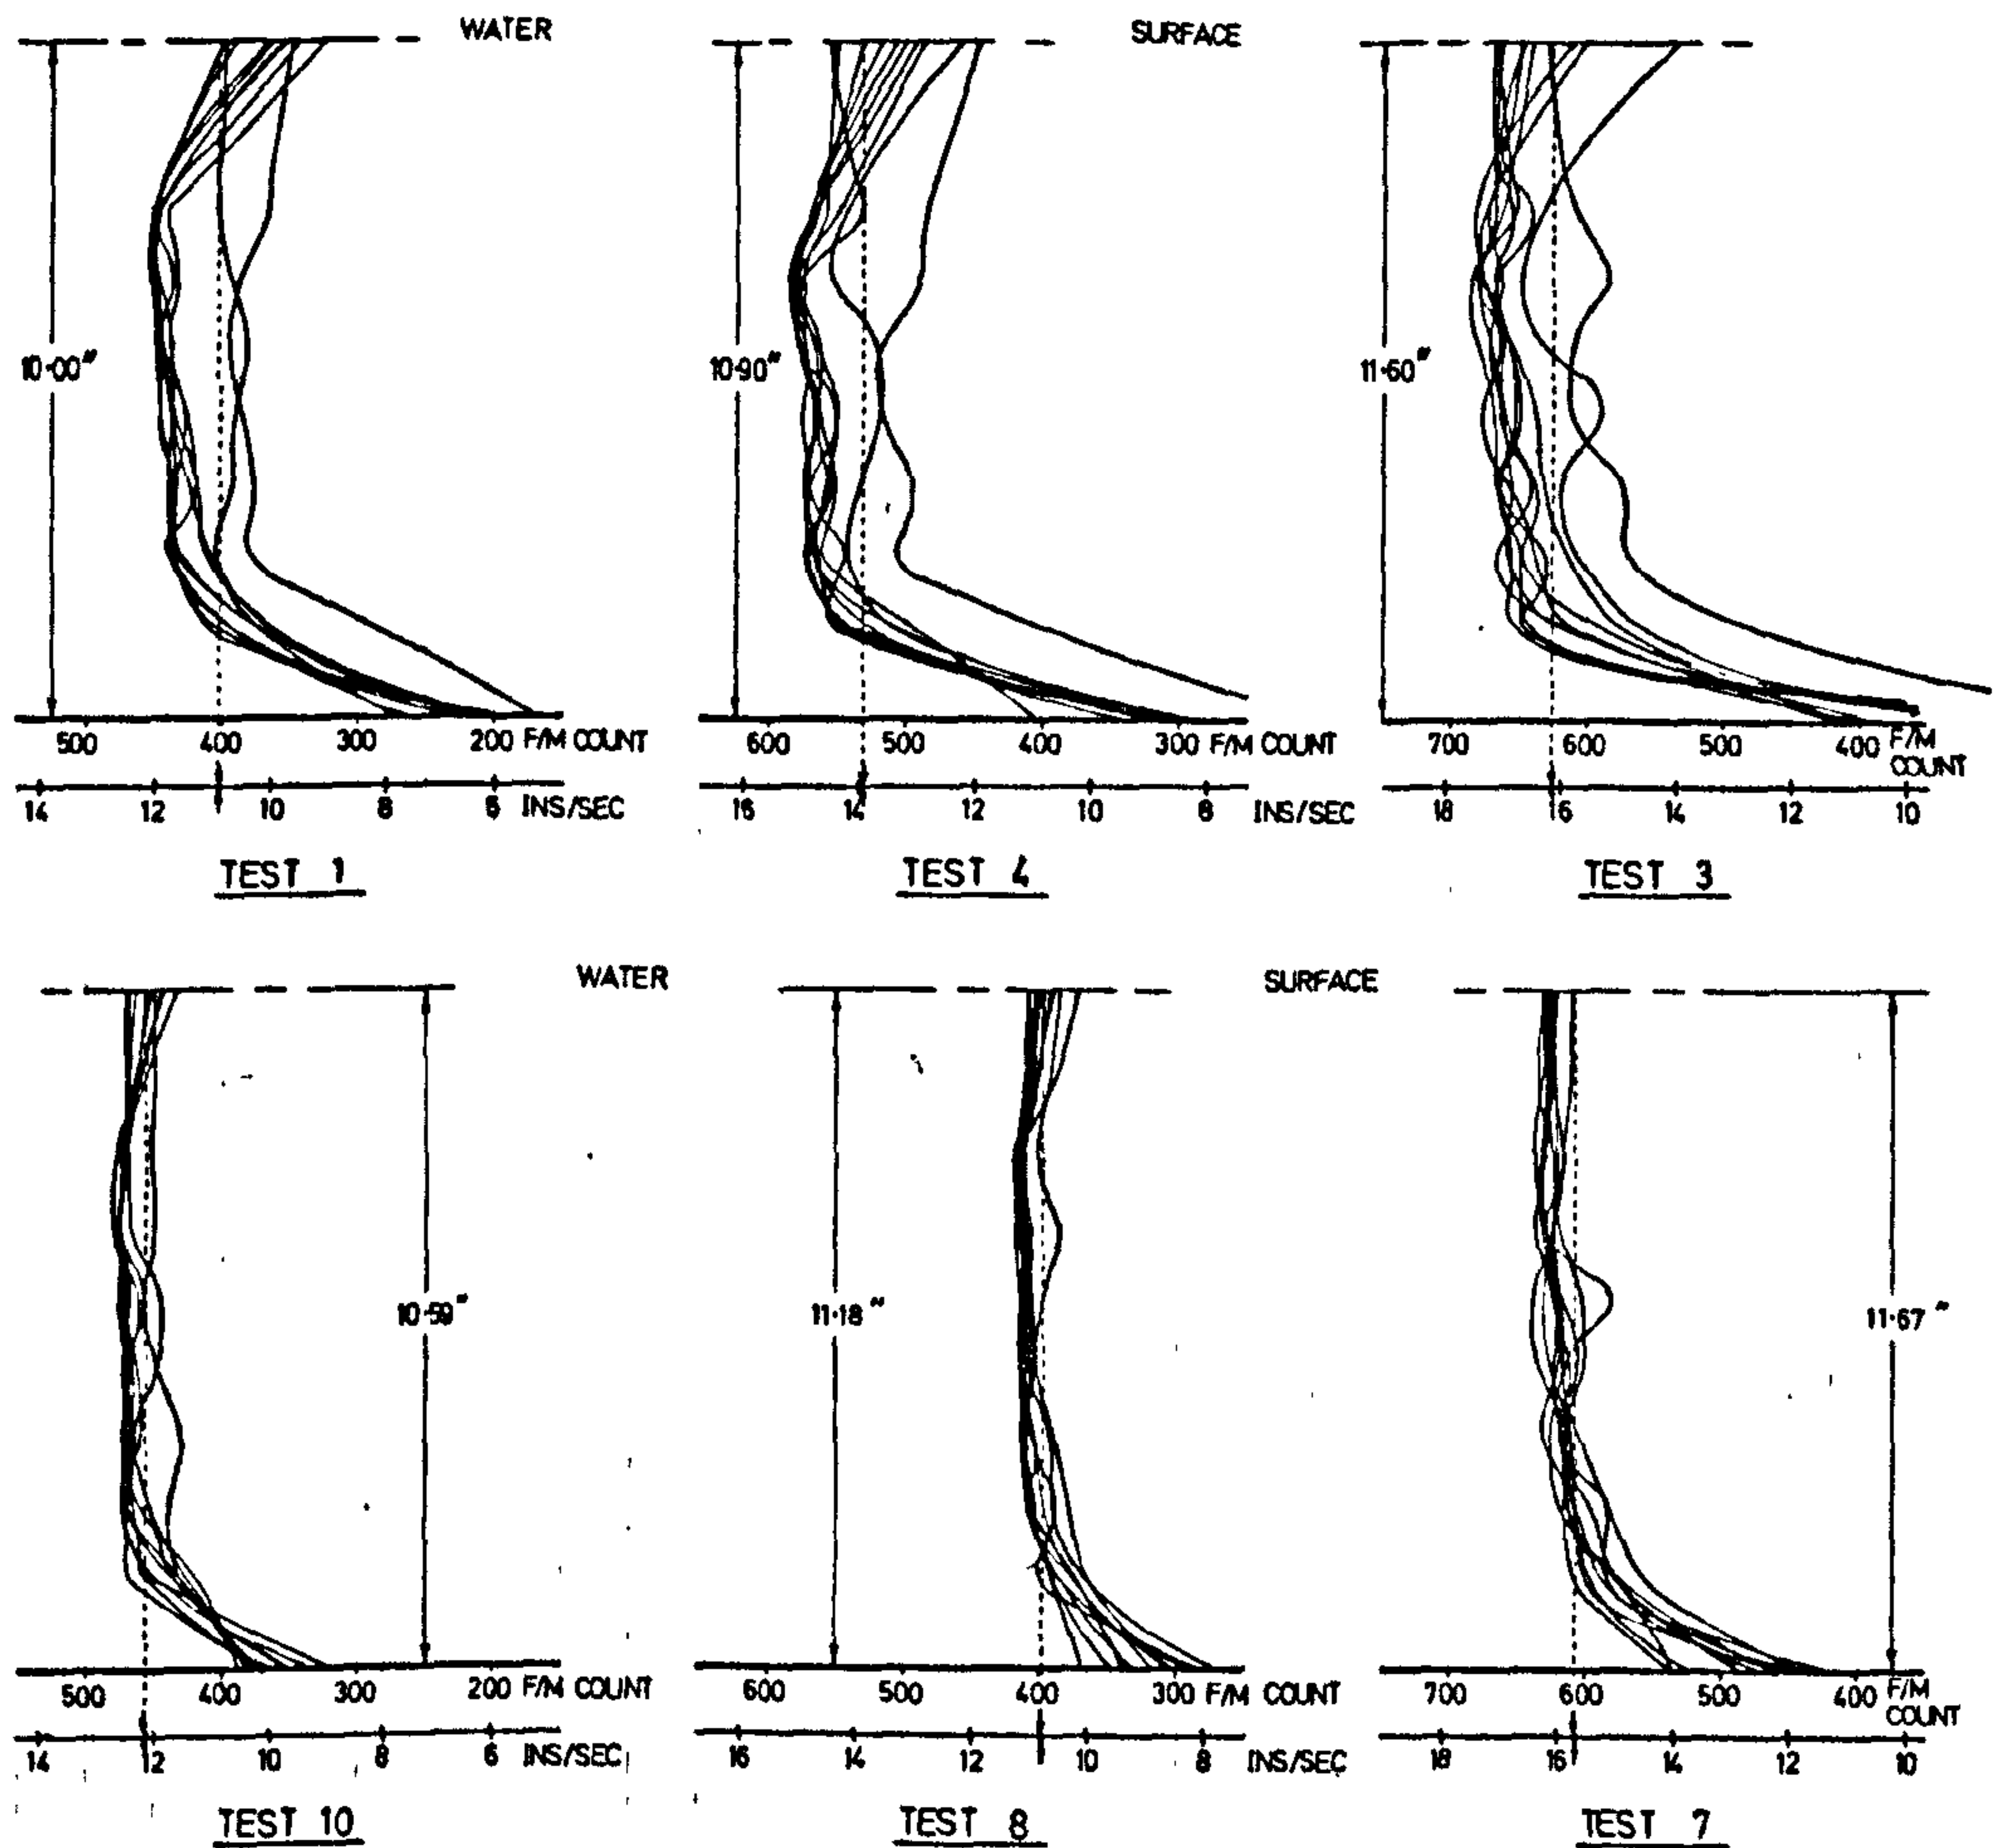 WATER SURFACE
10·00" 10·90" 11·60"
500 400 300 200 F/M COUNT
600 500 400 300 F/M COUNT
700 600 500 400 F/M COUNT
14 12 10 8 6 INS/SEC
16 14 12 10 8 INS/SEC
18 16 14 12 10
TEST 1 TEST 4 TEST 3
WATER SURFACE
10·59" 11·18" 11·67"
500 400 300 200 F/M COUNT
600 500 400 300 F/M COUNT
700 600 500 400 F/M COUNT
14 12 10 8 6 INS/SEC
16 14 12 10 8 INS/SEC
18 16 14 12 10
TEST 10 TEST 8 TEST 7